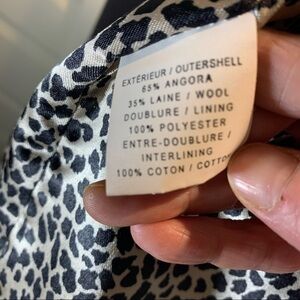 EXTÉRIEUR / OUTERSHELL
65% ANGORA
35% LAINE / WOOL
DOUBLURE / LINING
100% POLYESTER
ENTRE-DOUBLURE /
INTERLINING
100% COTON / COTTON